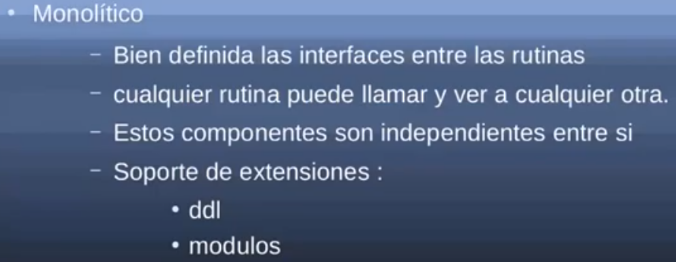 • Monolítico
– Bien definida las interfaces entre las rutinas
– cualquier rutina puede llamar y ver a cualquier otra.
– Estos componentes son independientes entre si
– Soporte de extensiones :
• ddl
• modulos